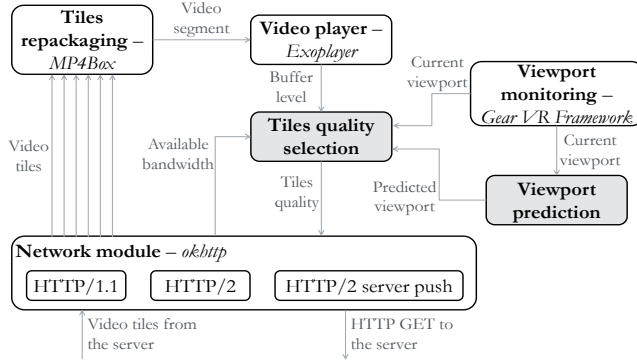 Tiles
repackaging –
MP4Box
Video
segment
Video player –
Exoplayer
Buffer
level
Current
viewport
Viewport
monitoring –
Gear VR Framework
Video
tiles
Available
bandwidth
Tiles quality
selection
Current
viewport
Tiles
quality
Predicted
viewport
Viewport
prediction
Network module – okhttp
HTTP/1.1
HTTP/2
HTTP/2 server push
Video tiles from
the server
HTTP GET to
the server